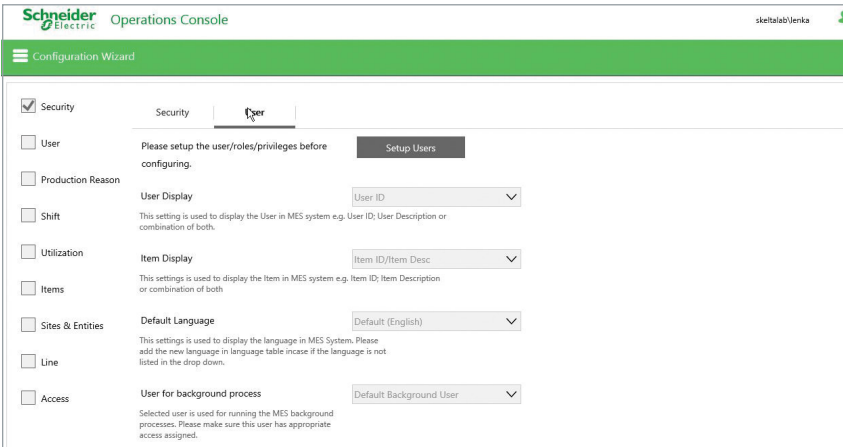 Schneider Electric Operations Console
skeltalab\lenka
Configuration Wizard
Security
User
Production Reason
Shift
Utilization
Items
Sites & Entities
Line
Access
Security User
Please setup the user/roles/privileges before
configuring.
Setup Users
User Display
User ID
This setting is used to display the User in MES system e.g. User ID; User Description or
combination of both.
Item Display
Item ID/Item Desc
This settings is used to display the Item in MES system e.g. Item ID; Item Description
or combination of both
Default Language
Default (English)
This settings is used to display the language in MES System. Please
add the new language in language table incase if the language is not
listed in the drop down.
User for background process
Default Background User
Selected user is used for running the MES background
processes. Please make sure this user has appropriate
access assigned.